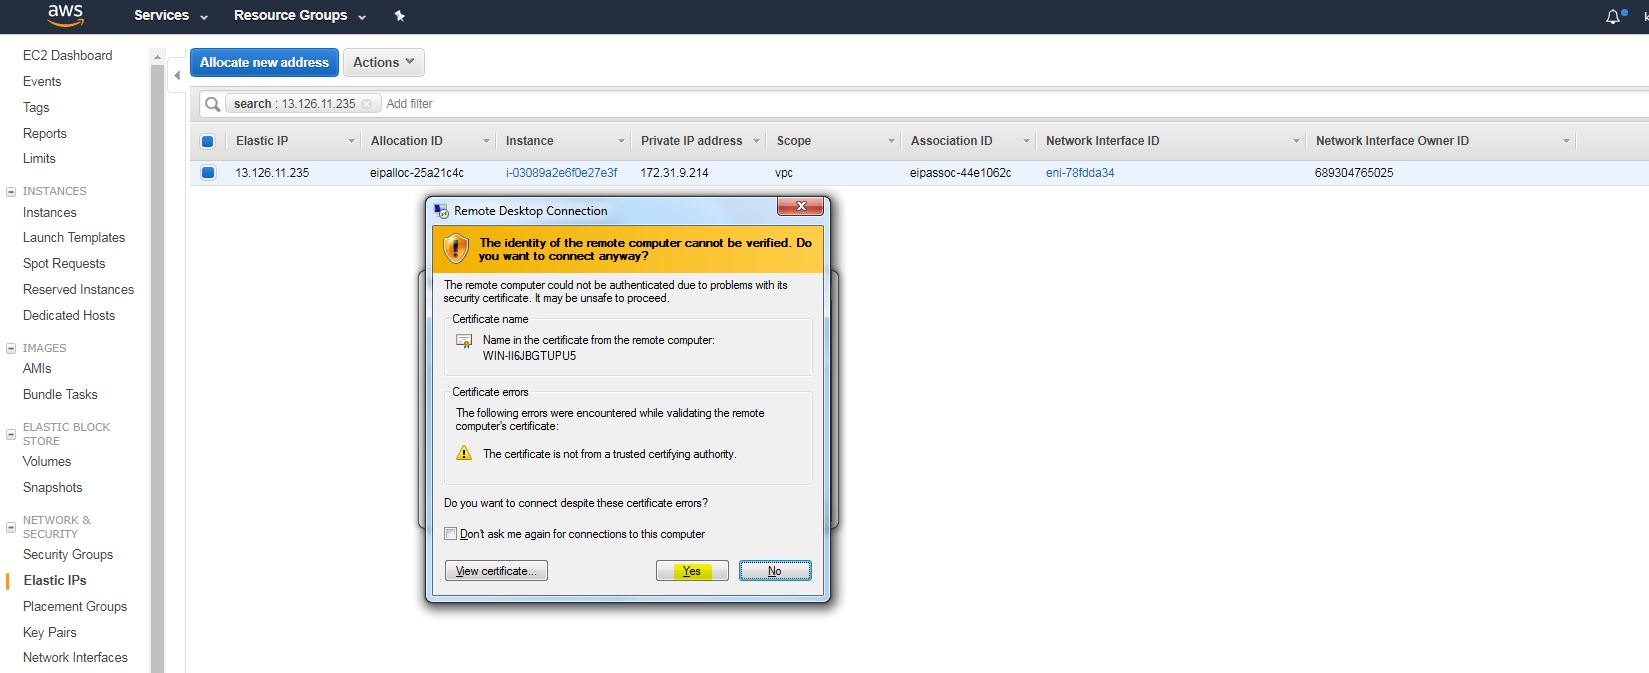 aws
Services
Resource Groups
EC2 Dashboard
Events
Tags
Reports
Limits
INSTANCES
Instances
Launch Templates
Spot Requests
Reserved Instances
Dedicated Hosts
IMAGES
AMIs
Bundle Tasks
ELASTIC BLOCK
STORE
Volumes
Snapshots
NETWORK &
SECURITY
Security Groups
Elastic IPs
Placement Groups
Key Pairs
Network Interfaces
Allocate new address
Actions
search : 13.126.11.235
Add filter
Elastic IP Allocation ID Instance Private IP address Scope Association ID Network Interface ID Network Interface Owner ID
13.126.11.235 eipalloc-25a21c4c i-03089a2e6f0e27e3f 172.31.9.214 vpc eipassoc-44e1062c eni-78fdda34 689304765025
Remote Desktop Connection
The identity of the remote computer cannot be verified. Do
you want to connect anyway?
The remote computer could not be authenticated due to problems with its
security certificate. It may be unsafe to proceed.
Certificate name
Name in the certificate from the remote computer:
WIN-II6JBGTUPU5
Certificate errors
The following errors were encountered while validating the remote
computer's certificate:
The certificate is not from a trusted certifying authority.
Do you want to connect despite these certificate errors?
Don't ask me again for connections to this computer
View certificate...
Yes
No